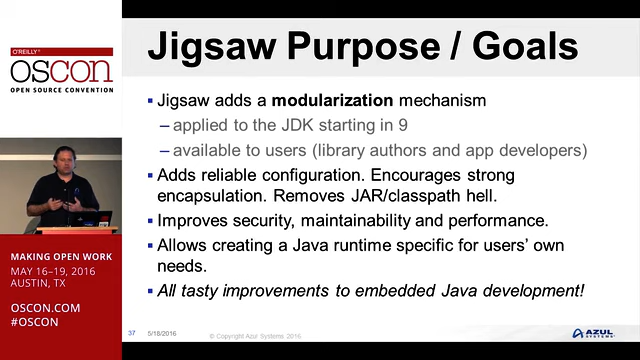 O'REILLY®
OSCON
OPEN SOURCE CONVENTION
MAKING OPEN WORK
MAY 16–19, 2016
AUSTIN, TX
OSCON.COM
#OSCON
Jigsaw Purpose / Goals
▪ Jigsaw adds a modularization mechanism
– applied to the JDK starting in 9
– available to users (library authors and app developers)
▪ Adds reliable configuration. Encourages strong
encapsulation. Removes JAR/classpath hell.
▪ Improves security, maintainability and performance.
▪ Allows creating a Java runtime specific for users' own
needs.
▪ All tasty improvements to embedded Java development!
37
5/18/2016
© Copyright Azul Systems 2016
AZUL
SYSTEMS